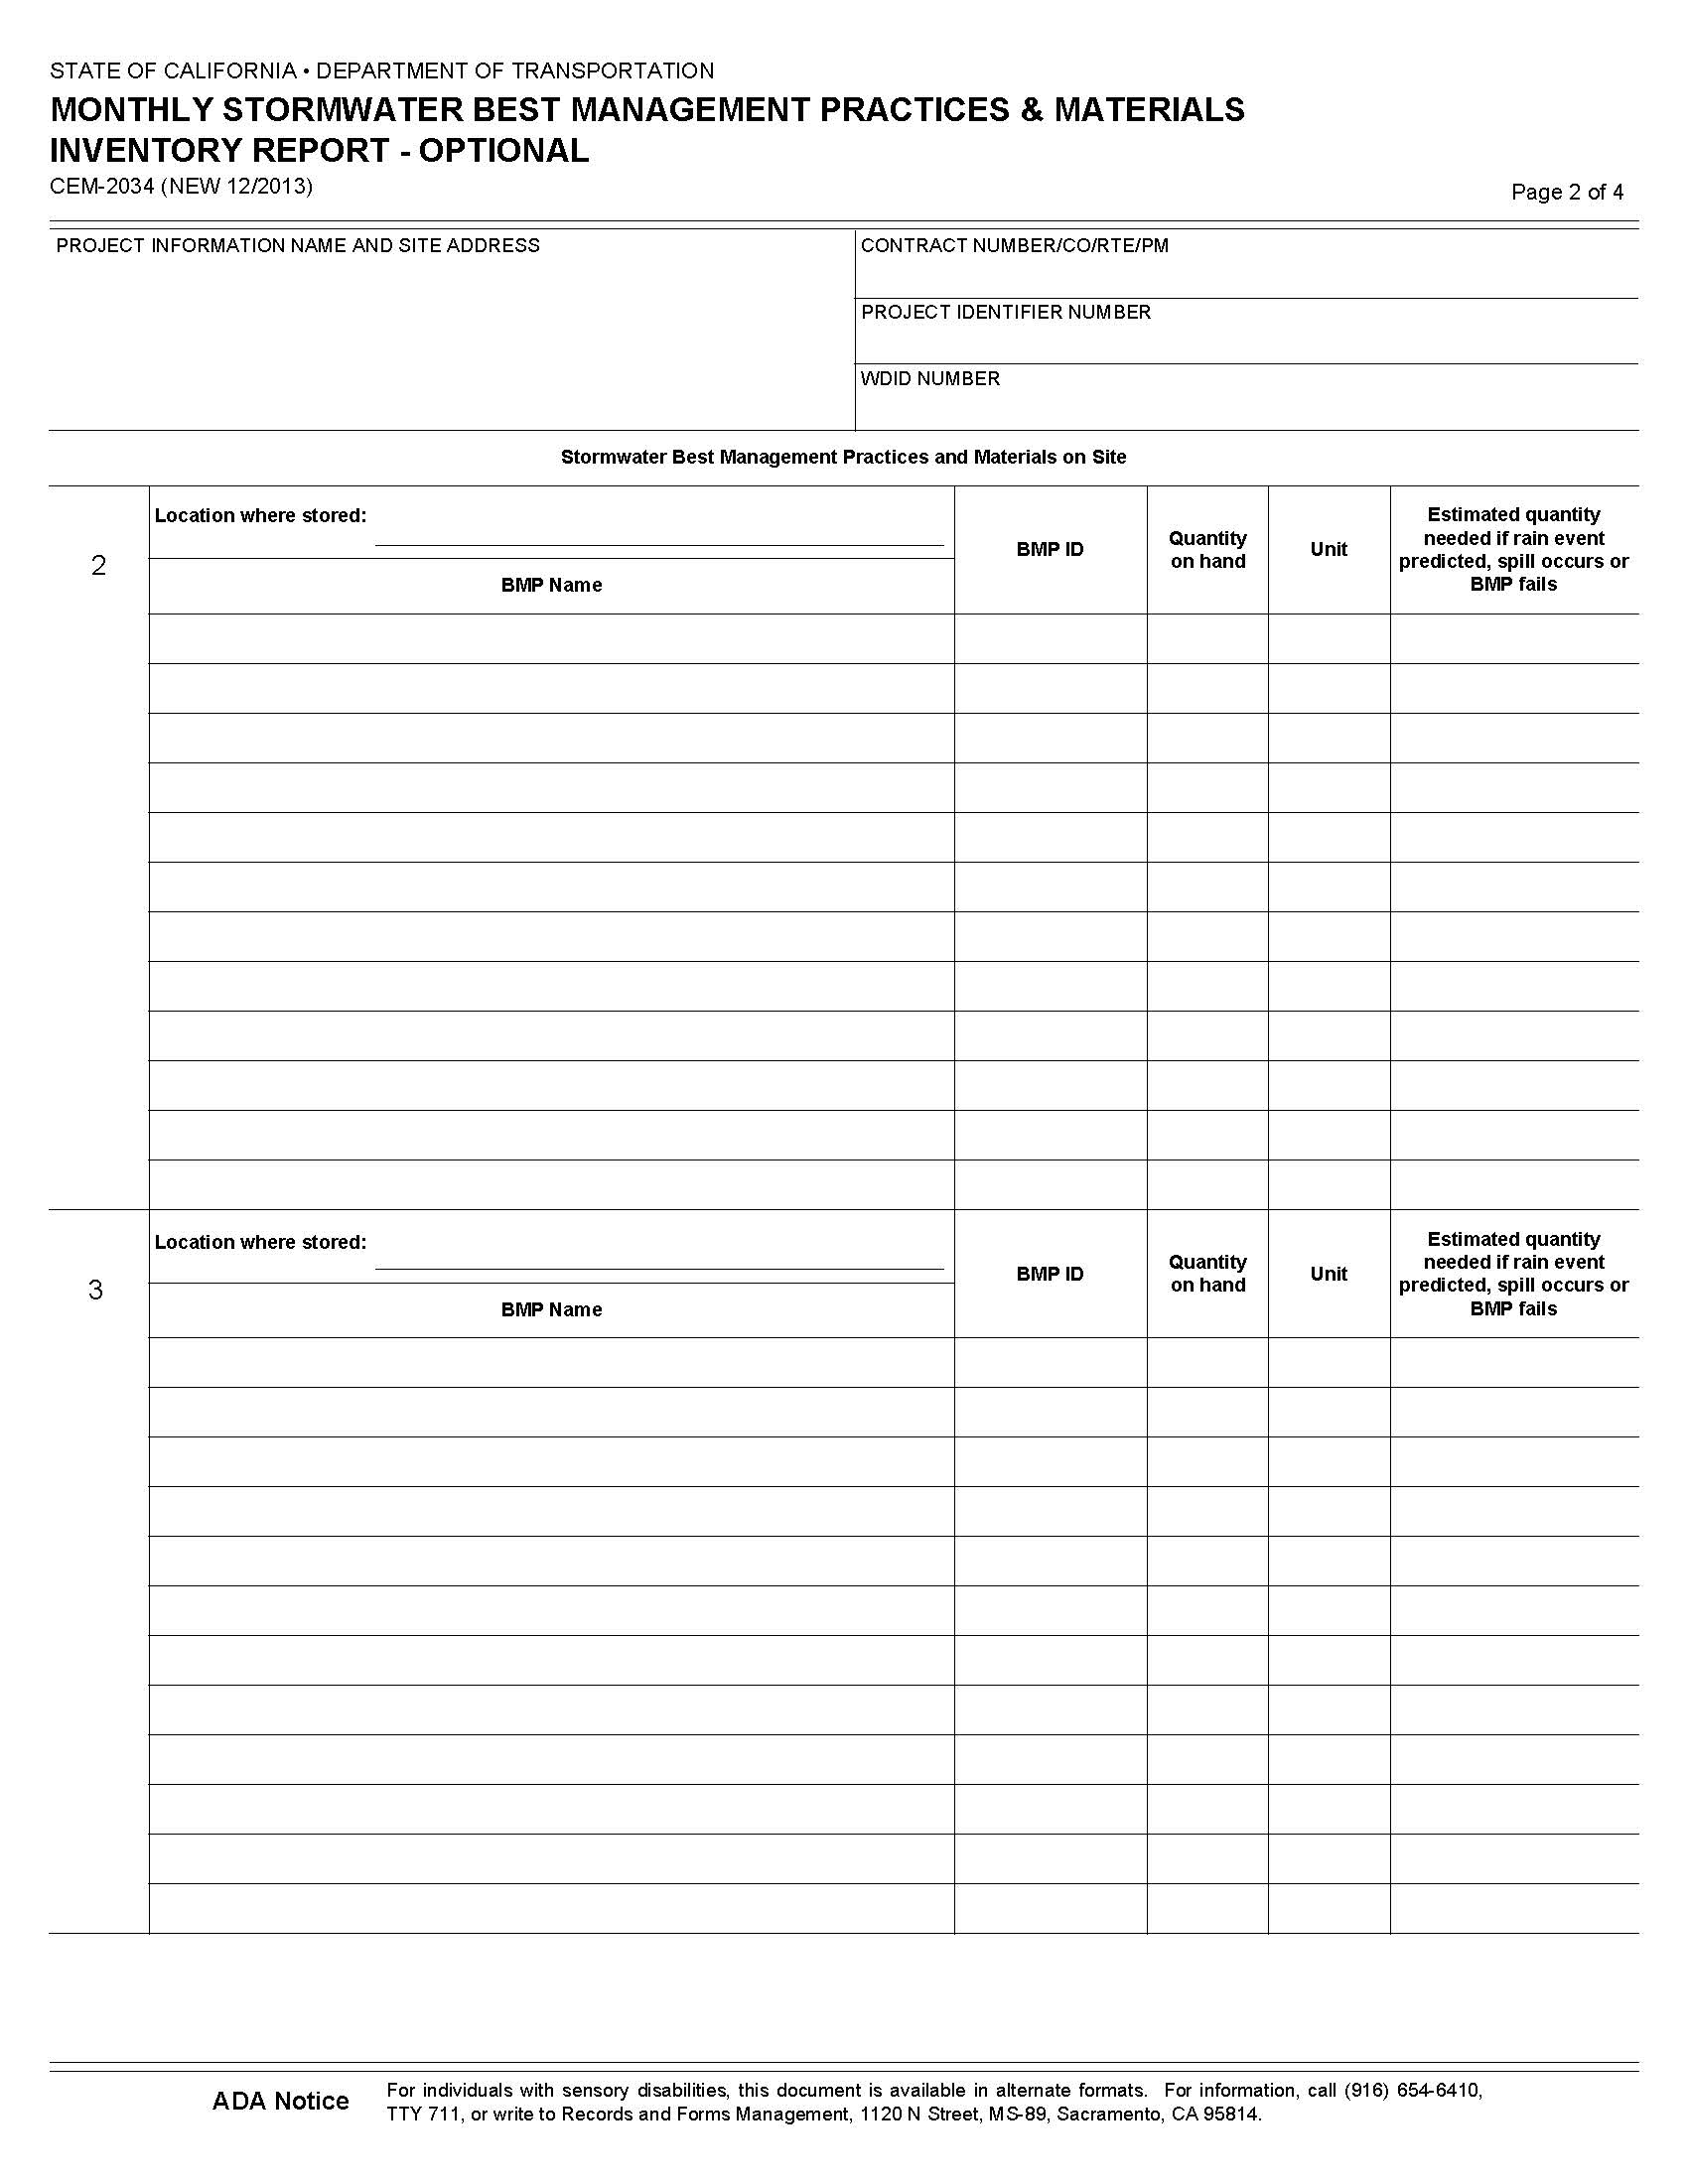 STATE OF CALIFORNIA • DEPARTMENT OF TRANSPORTATION
MONTHLY STORMWATER BEST MANAGEMENT PRACTICES & MATERIALS
INVENTORY REPORT - OPTIONAL
CEM-2034 (NEW 12/2013)
Page 2 of 4
PROJECT INFORMATION NAME AND SITE ADDRESS
CONTRACT NUMBER/CO/RTE/PM
PROJECT IDENTIFIER NUMBER
WDID NUMBER
Stormwater Best Management Practices and Materials on Site
2
Location where stored:
BMP Name
BMP ID
Quantity
on hand
Unit
Estimated quantity
needed if rain event
predicted, spill occurs or
BMP fails
3
Location where stored:
BMP Name
BMP ID
Quantity
on hand
Unit
Estimated quantity
needed if rain event
predicted, spill occurs or
BMP fails
ADA Notice
For individuals with sensory disabilities, this document is available in alternate formats. For information, call (916) 654-6410,
TTY 711, or write to Records and Forms Management, 1120 N Street, MS-89, Sacramento, CA 95814.